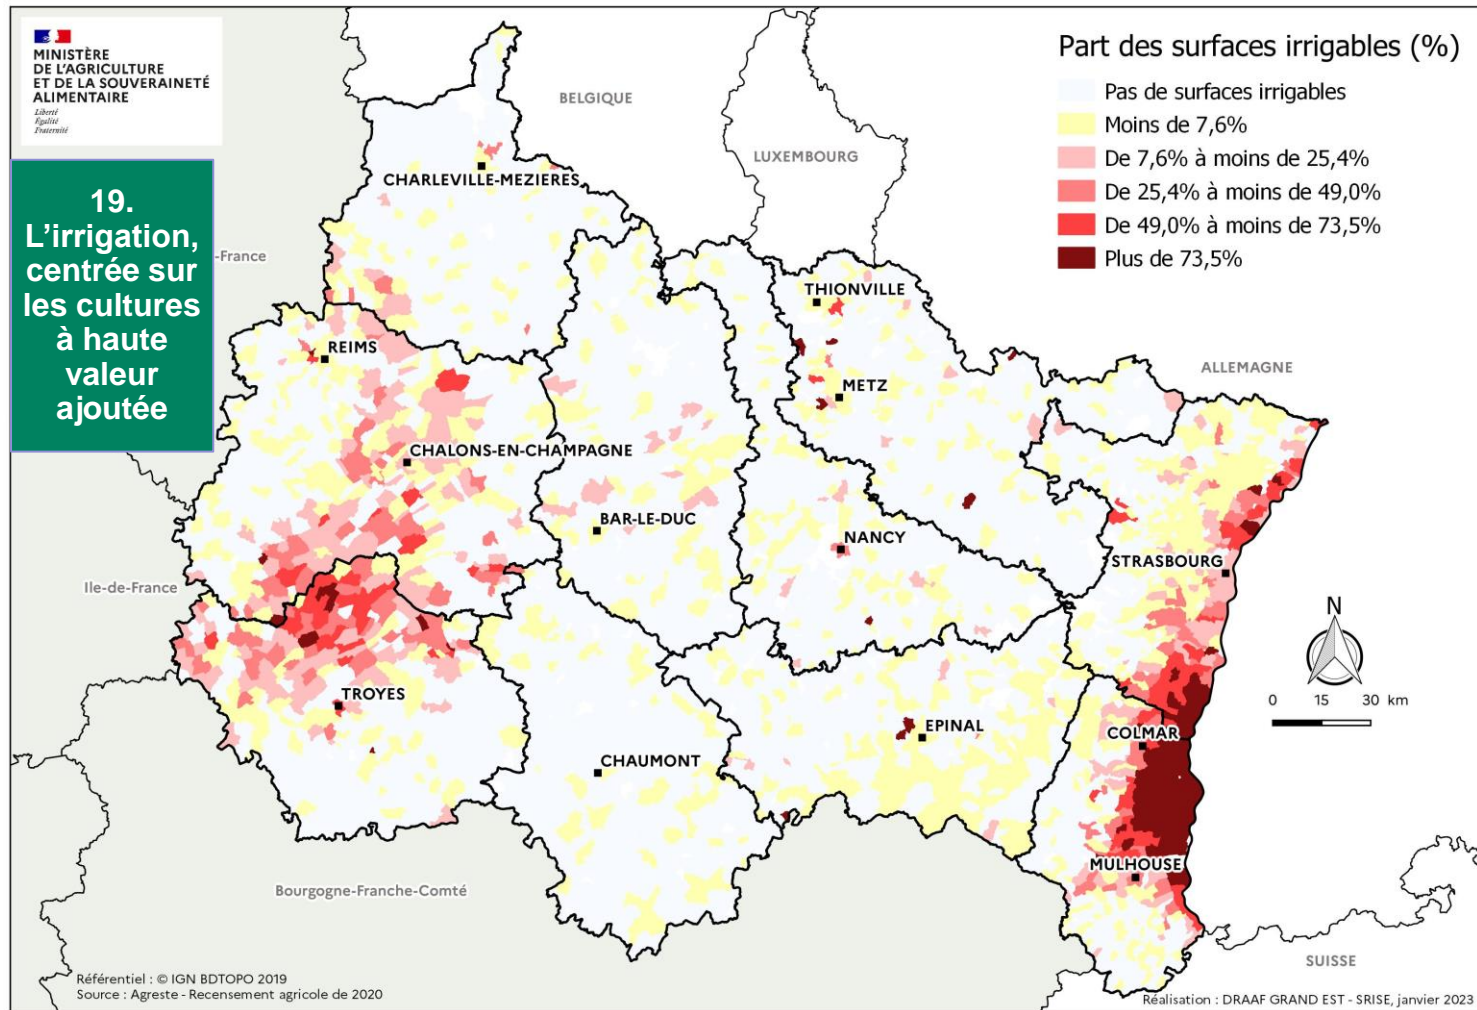 MINISTÈRE
DE L'AGRICULTURE
ET DE LA SOUVERAINETÉ
ALIMENTAIRE
Liberté
Égalité
Fraternité
19.
L'irrigation,
centrée sur
les cultures
à haute
valeur
ajoutée
Part des surfaces irrigables (%)
Pas de surfaces irrigables
Moins de 7,6%
De 7,6% à moins de 25,4%
De 25,4% à moins de 49,0%
De 49,0% à moins de 73,5%
Plus de 73,5%
BELGIQUE
LUXEMBOURG
CHARLEVILLE-MEZIERES
-France
THIONVILLE
REIMS
ALLEMAGNE
METZ
CHALONS-EN-CHAMPAGNE
BAR-LE-DUC
NANCY
STRASBOURG
Ile-de-France
N
0 15 30 km
TROYES
EPINAL
COLMAR
CHAUMONT
MULHOUSE
Bourgogne-Franche-Comté
SUISSE
Référentiel : © IGN BDTOPO 2019
Source : Agreste - Recensement agricole de 2020
Réalisation : DRAAF GRAND EST - SRISE, janvier 2023